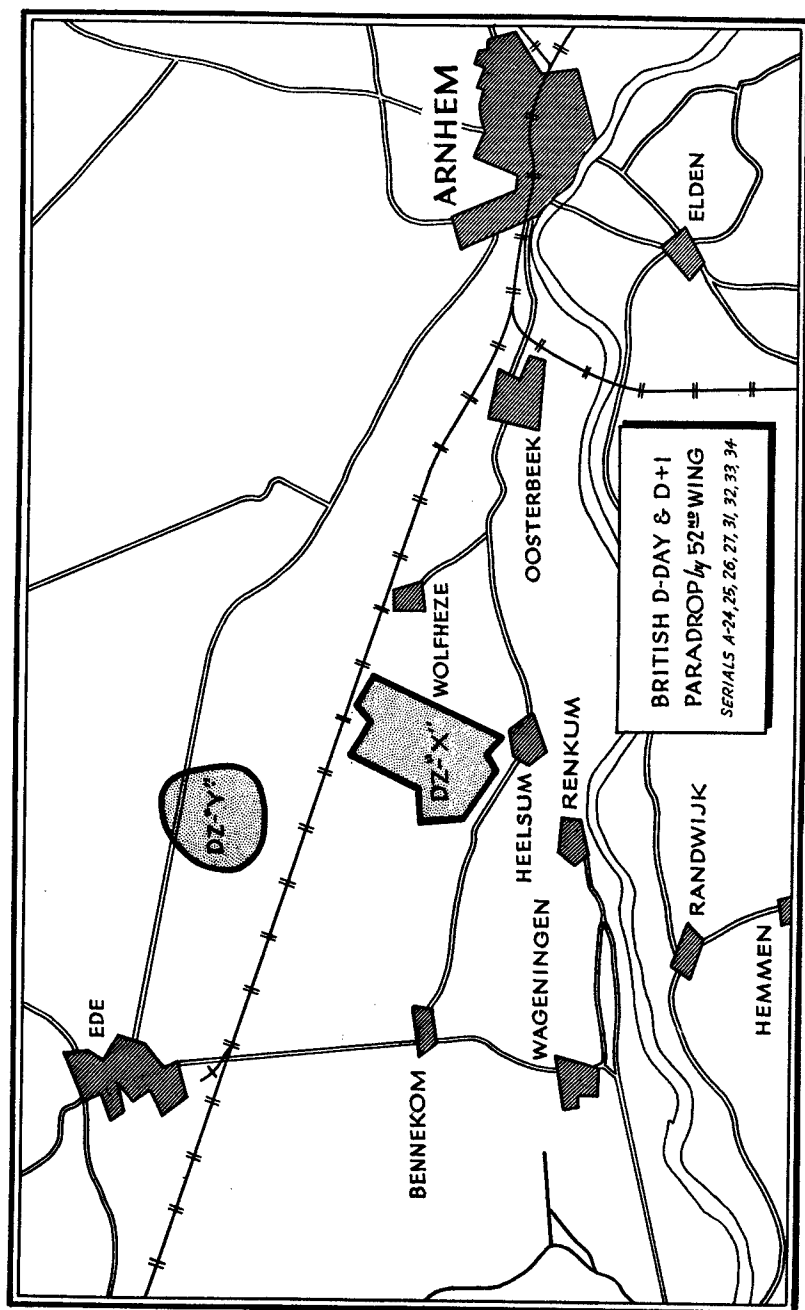 EDE
ARNHEM
DZ-"Y"
WOLFHEZE
DZ-"X"
BENNEKOM
OOSTERBEEK
HEELSUM
RENKUM
WAGENINGEN
ELDEN
RANDWIJK
HEMMEN
BRITISH D-DAY & D+1
PARADROP by 52ND WING
SERIALS A-24, 25, 26, 27, 31, 32, 33, 34